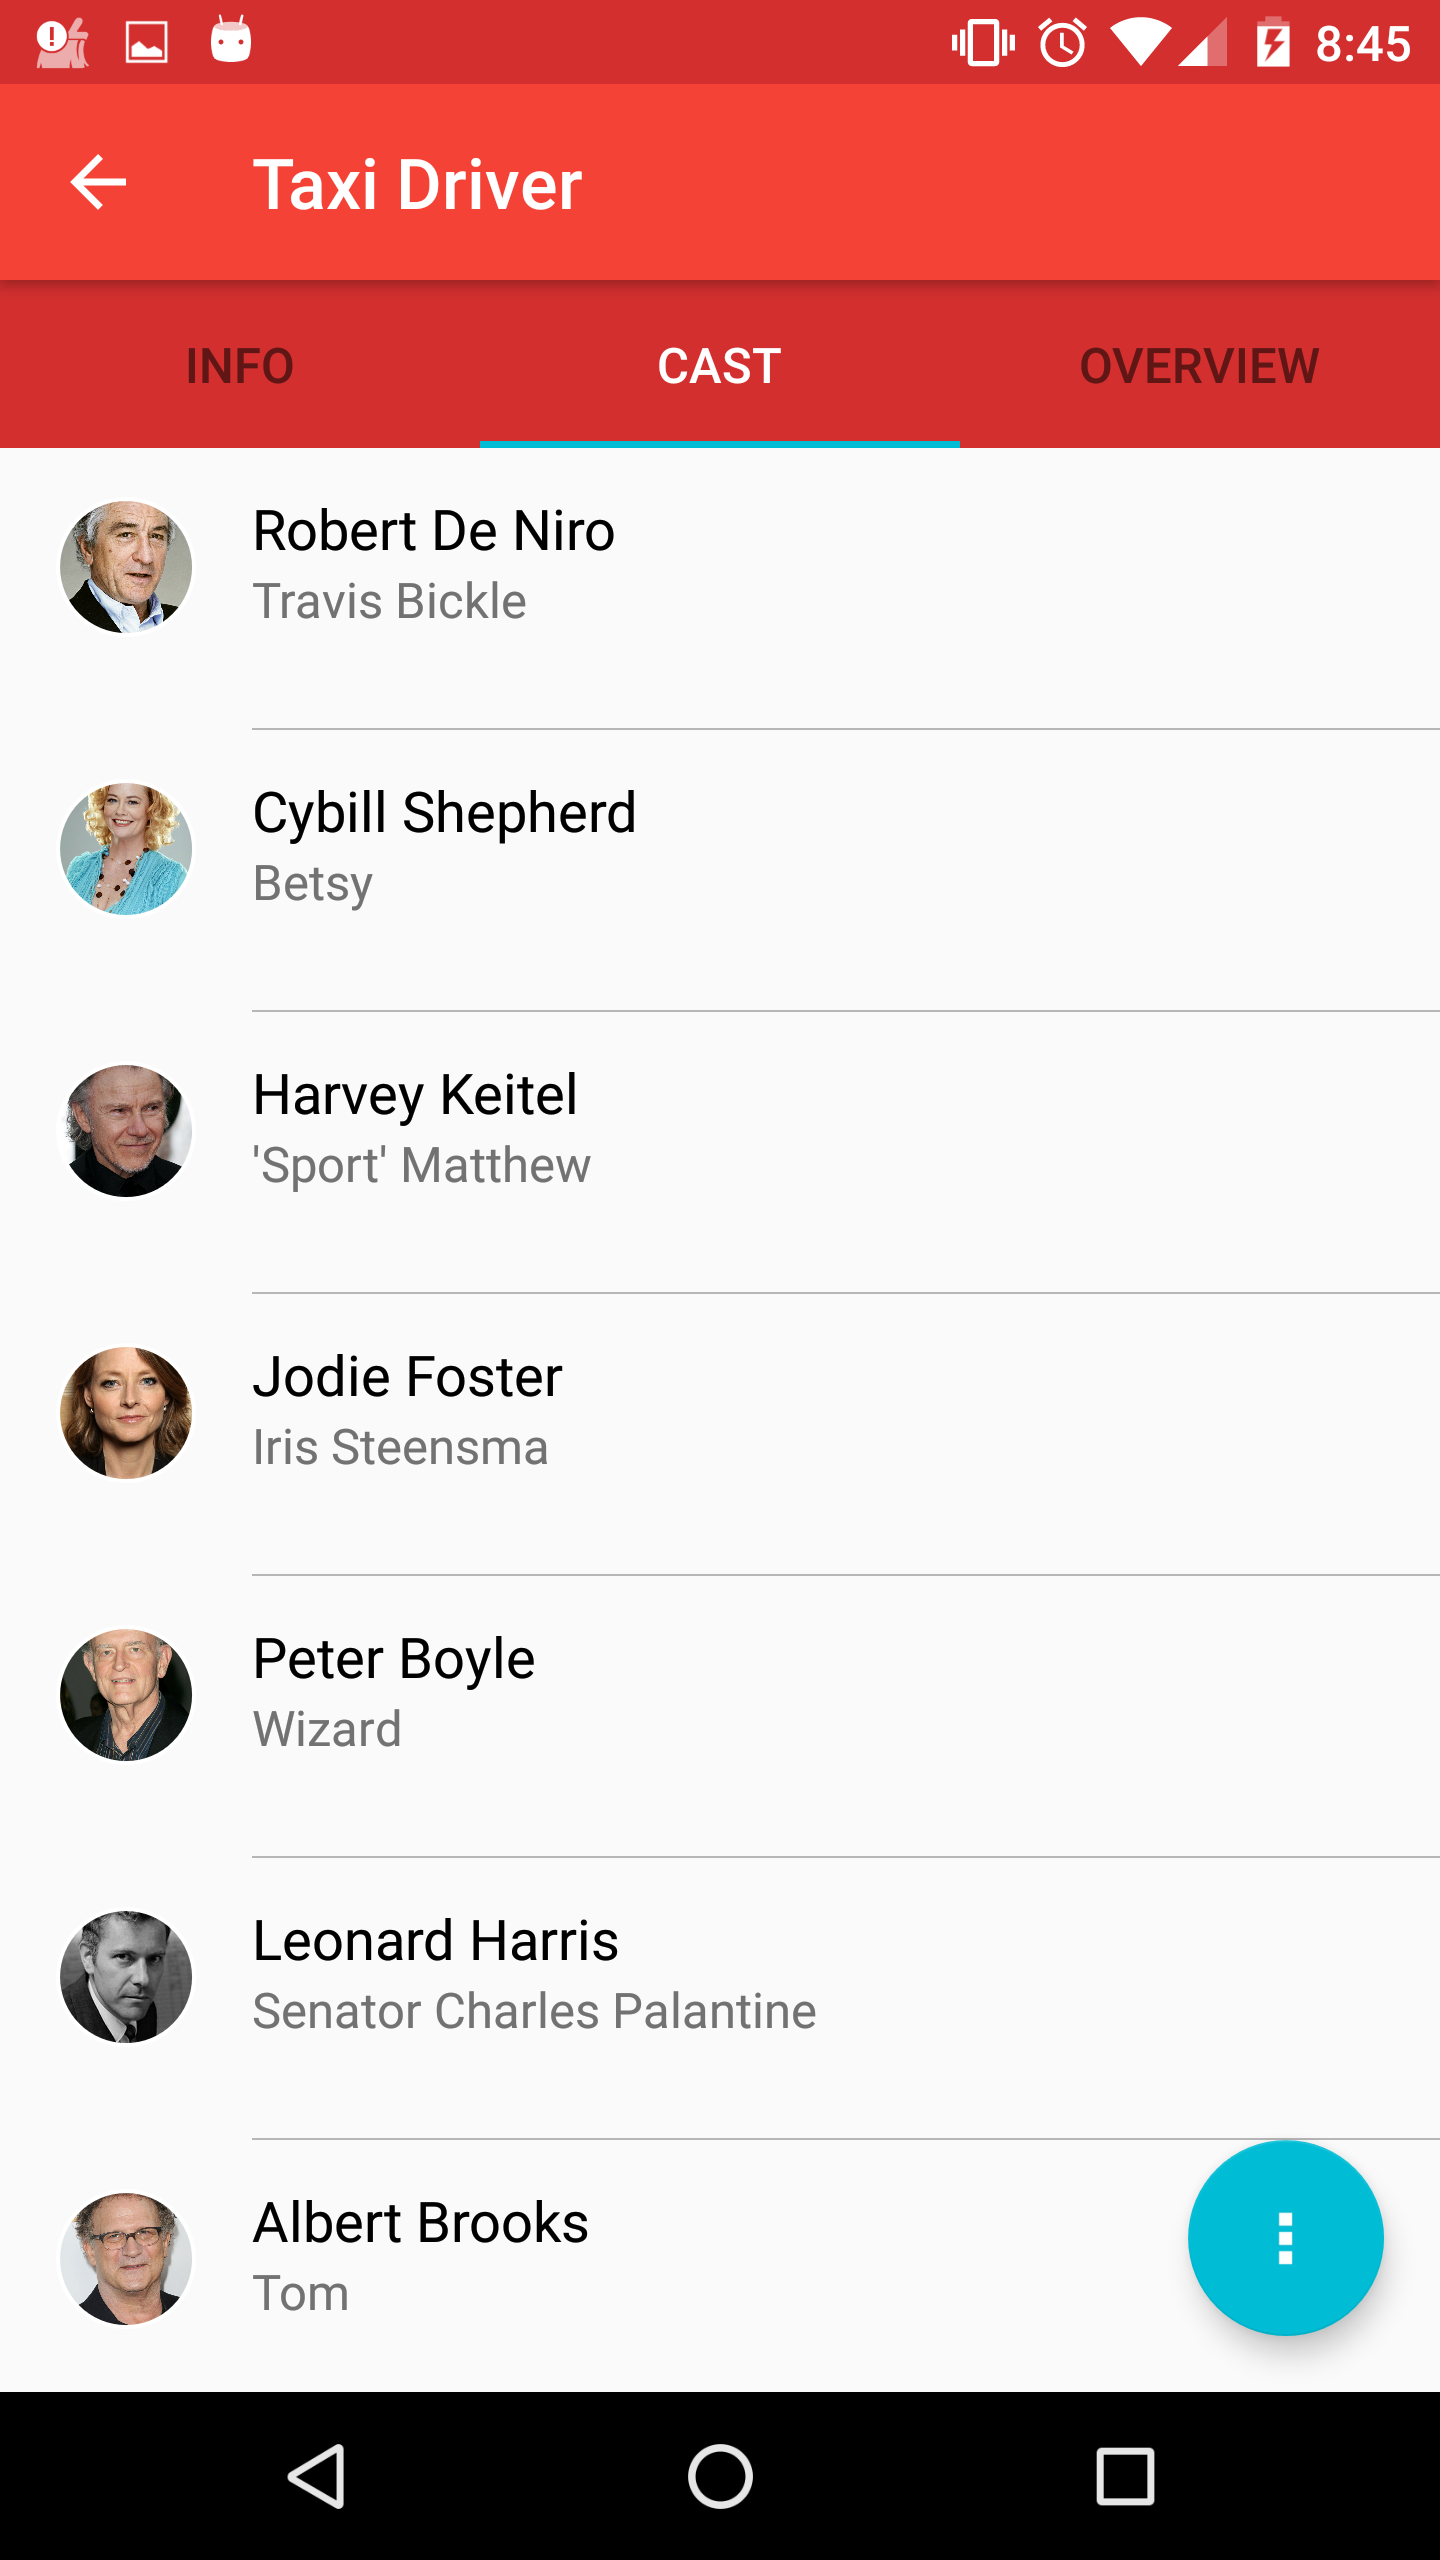 8:45
Taxi Driver
INFO CAST OVERVIEW
Robert De Niro
Travis Bickle
Cybill Shepherd
Betsy
Harvey Keitel
'Sport' Matthew
Jodie Foster
Iris Steensma
Peter Boyle
Wizard
Leonard Harris
Senator Charles Palantine
Albert Brooks
Tom